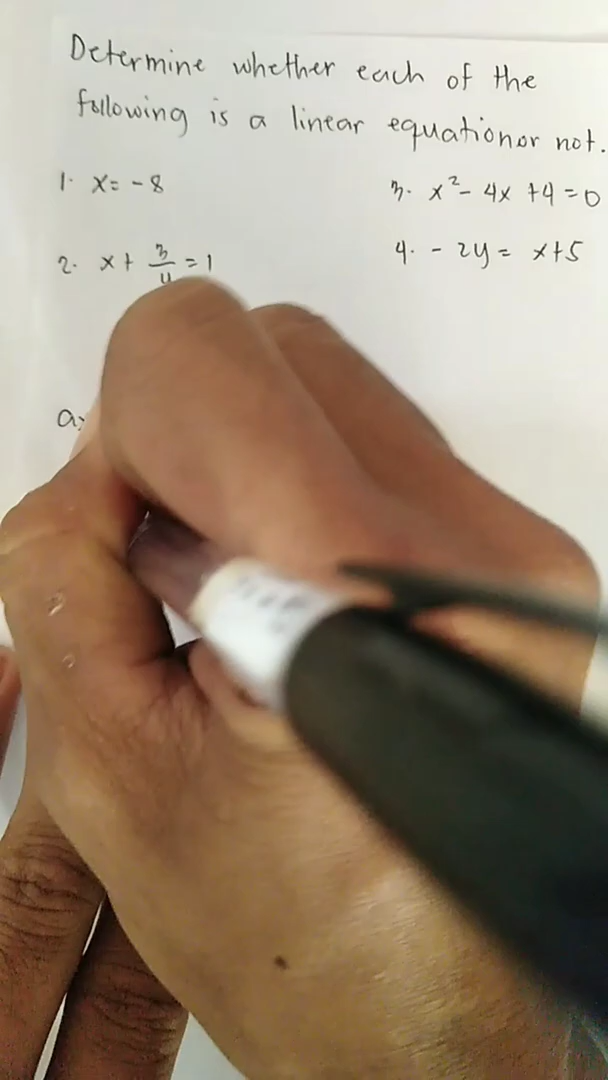 Determine whether each of the
following is a linear equation or not.
1. x = -8
2. x + 3/4 = 1
3. x² - 4x + 4 = 0
4. -2y = x+5
a: